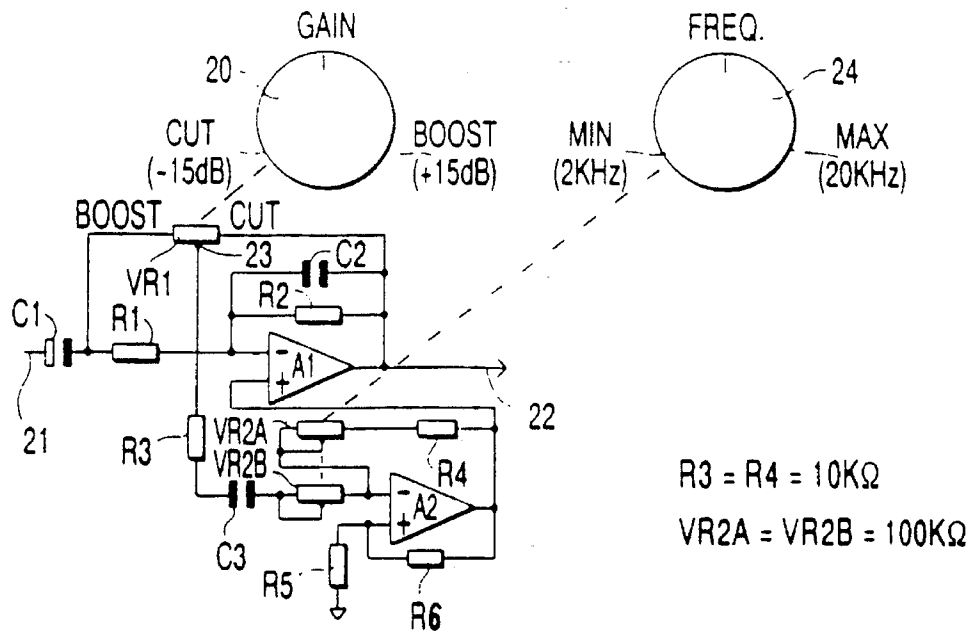 GAIN
FREQ.
20
24
CUT
(-15dB)
BOOST
(+15dB)
MIN
(2KHz)
MAX
(20KHz)
BOOST
CUT
VR1
23
C2
R2
C1
R1
-
A1
+
21
22
R3
VR2A
R4
VR2B
-
A2
+
C3
R5
R6
R3 = R4 = 10KΩ
VR2A = VR2B = 100KΩ